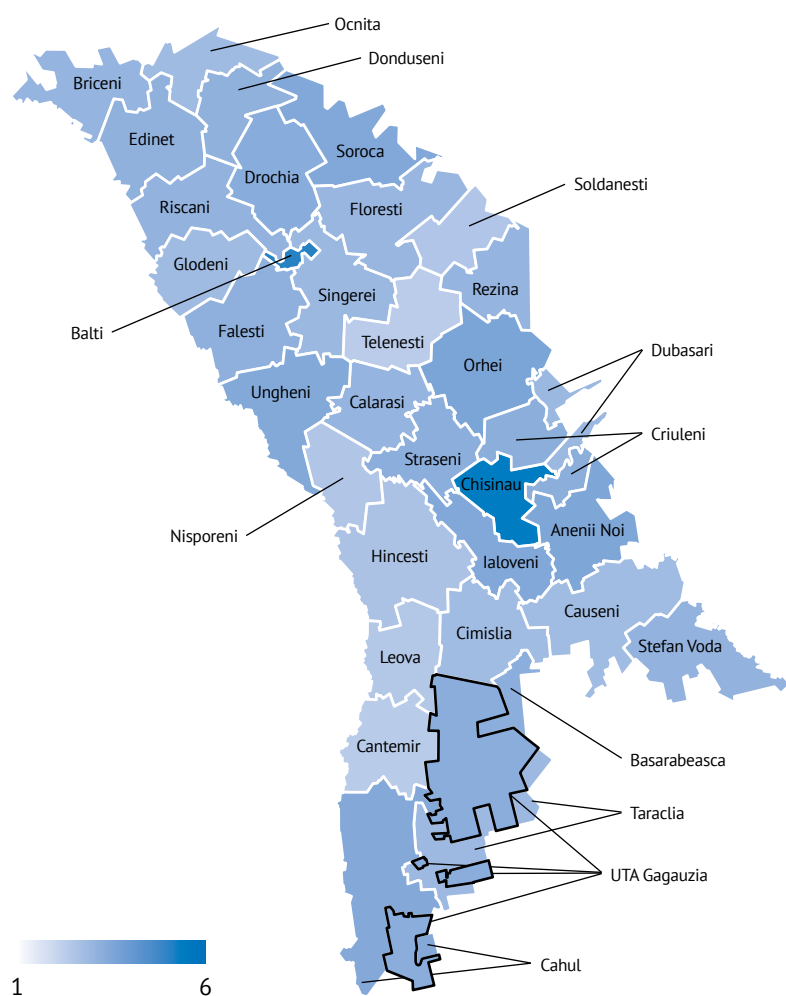 Ocnita
Donduseni
Briceni
Edinet
Soroca
Drochia
Soldanesti
Riscani
Floresti
Glodeni
Singerei
Rezina
Balti
Falesti
Telenesti
Dubasari
Orhei
Ungheni
Calarasi
Criuleni
Straseni
Chisinau
Nisporeni
Anenii Noi
Hincesti
Ialoveni
Causeni
Cimislia
Stefan Voda
Leova
Cantemir
Basarabeasca
Taraclia
UTA Gagauzia
Cahul
1
6